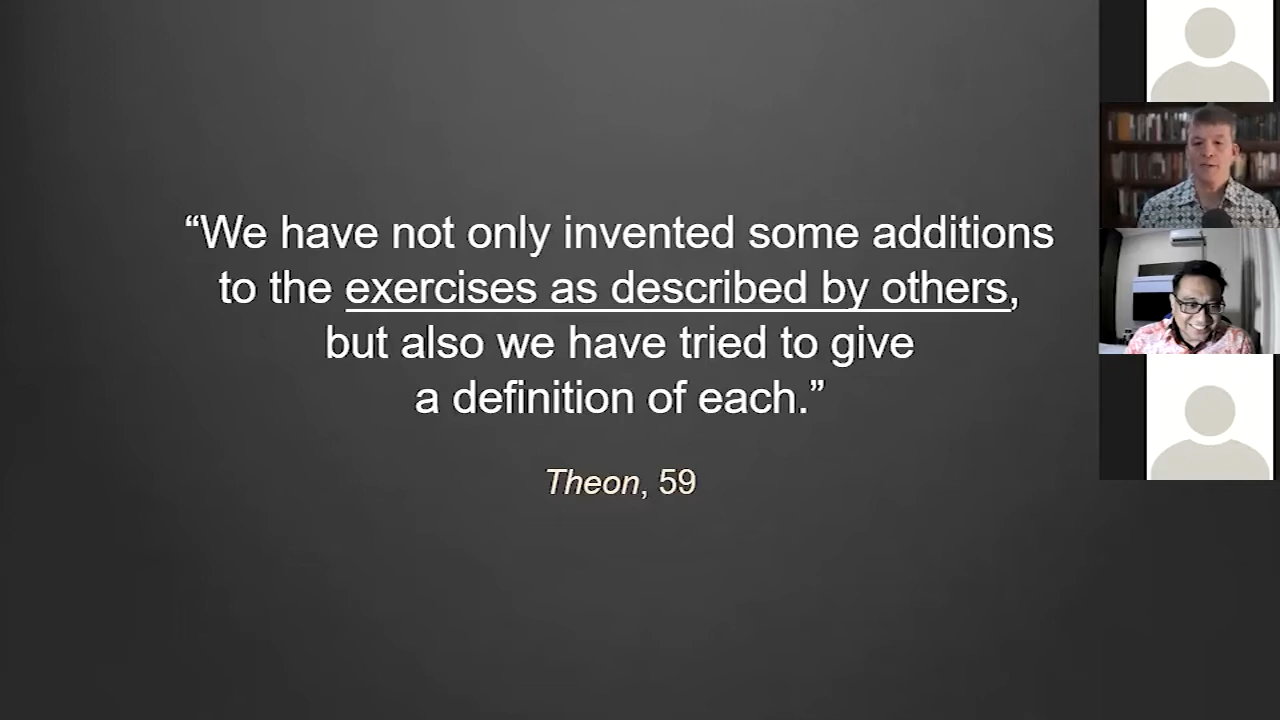 “We have not only invented some additions
to the exercises as described by others,
but also we have tried to give
a definition of each.”
Theon, 59